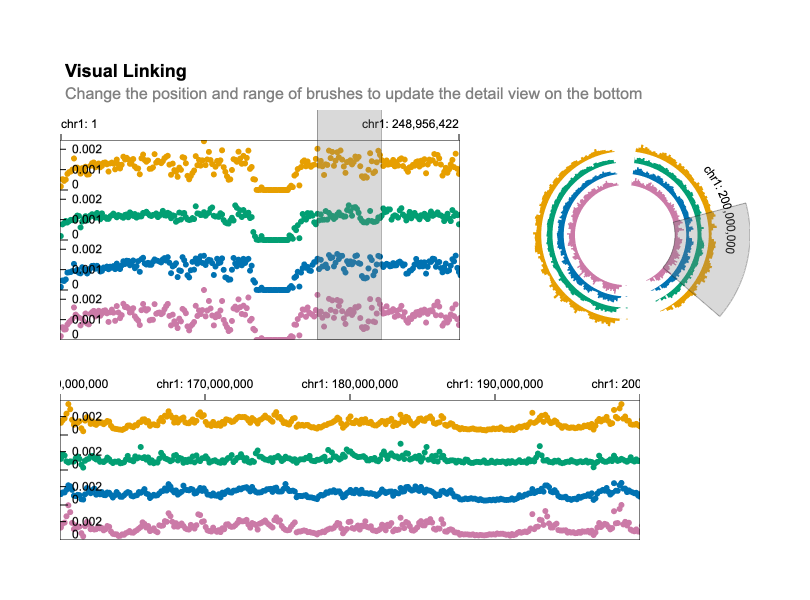 Visual Linking
Change the position and range of brushes to update the detail view on the bottom
chr1: 1
chr1: 248,956,422
0.002
0.001
0
0.002
0.001
0
0.002
0.001
0
0.002
0.001
0
chr1: 200,000,000
0,000,000
chr1: 170,000,000
chr1: 180,000,000
chr1: 190,000,000
chr1: 200
0.002
0
0.002
0
0.002
0
0.002
0